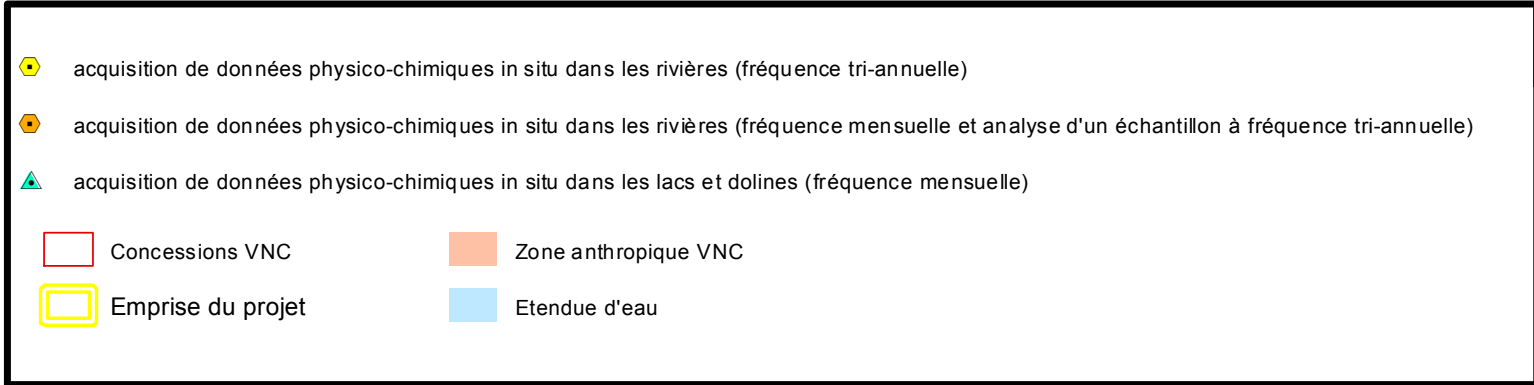 acquisition de données physico-chimiques in situ dans les rivières (fréquence tri-annuelle)
acquisition de données physico-chimiques in situ dans les rivières (fréquence mensuelle et analyse d'un échantillon à fréquence tri-annuelle)
acquisition de données physico-chimiques in situ dans les lacs et dolines (fréquence mensuelle)
Concessions VNC
Zone anthropique VNC
Emprise du projet
Etendue d'eau